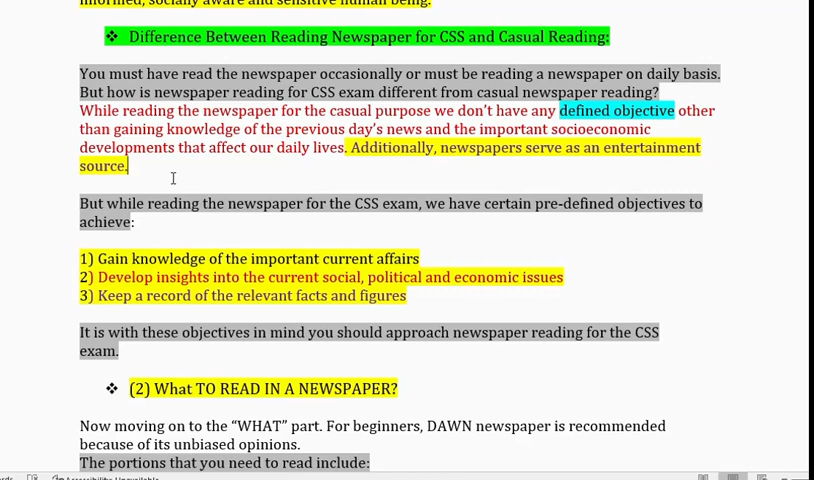 informed, socially aware and sensitive human being.
❖ Difference Between Reading Newspaper for CSS and Casual Reading:
You must have read the newspaper occasionally or must be reading a newspaper on daily basis.
But how is newspaper reading for CSS exam different from casual newspaper reading?
While reading the newspaper for the casual purpose we don't have any defined objective other
than gaining knowledge of the previous day's news and the important socioeconomic
developments that affect our daily lives. Additionally, newspapers serve as an entertainment
source.
But while reading the newspaper for the CSS exam, we have certain pre-defined objectives to
achieve:
1) Gain knowledge of the important current affairs
2) Develop insights into the current social, political and economic issues
3) Keep a record of the relevant facts and figures
It is with these objectives in mind you should approach newspaper reading for the CSS
exam.
❖ (2) What TO READ IN A NEWSPAPER?
Now moving on to the “WHAT” part. For beginners, DAWN newspaper is recommended
because of its unbiased opinions.
The portions that you need to read include:
Accessibility: Unavailable